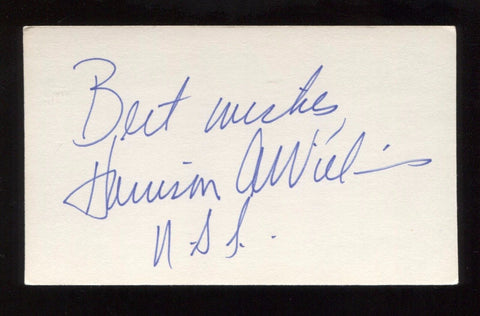 Best wishes,
Harrison A Williams
U.S.S.